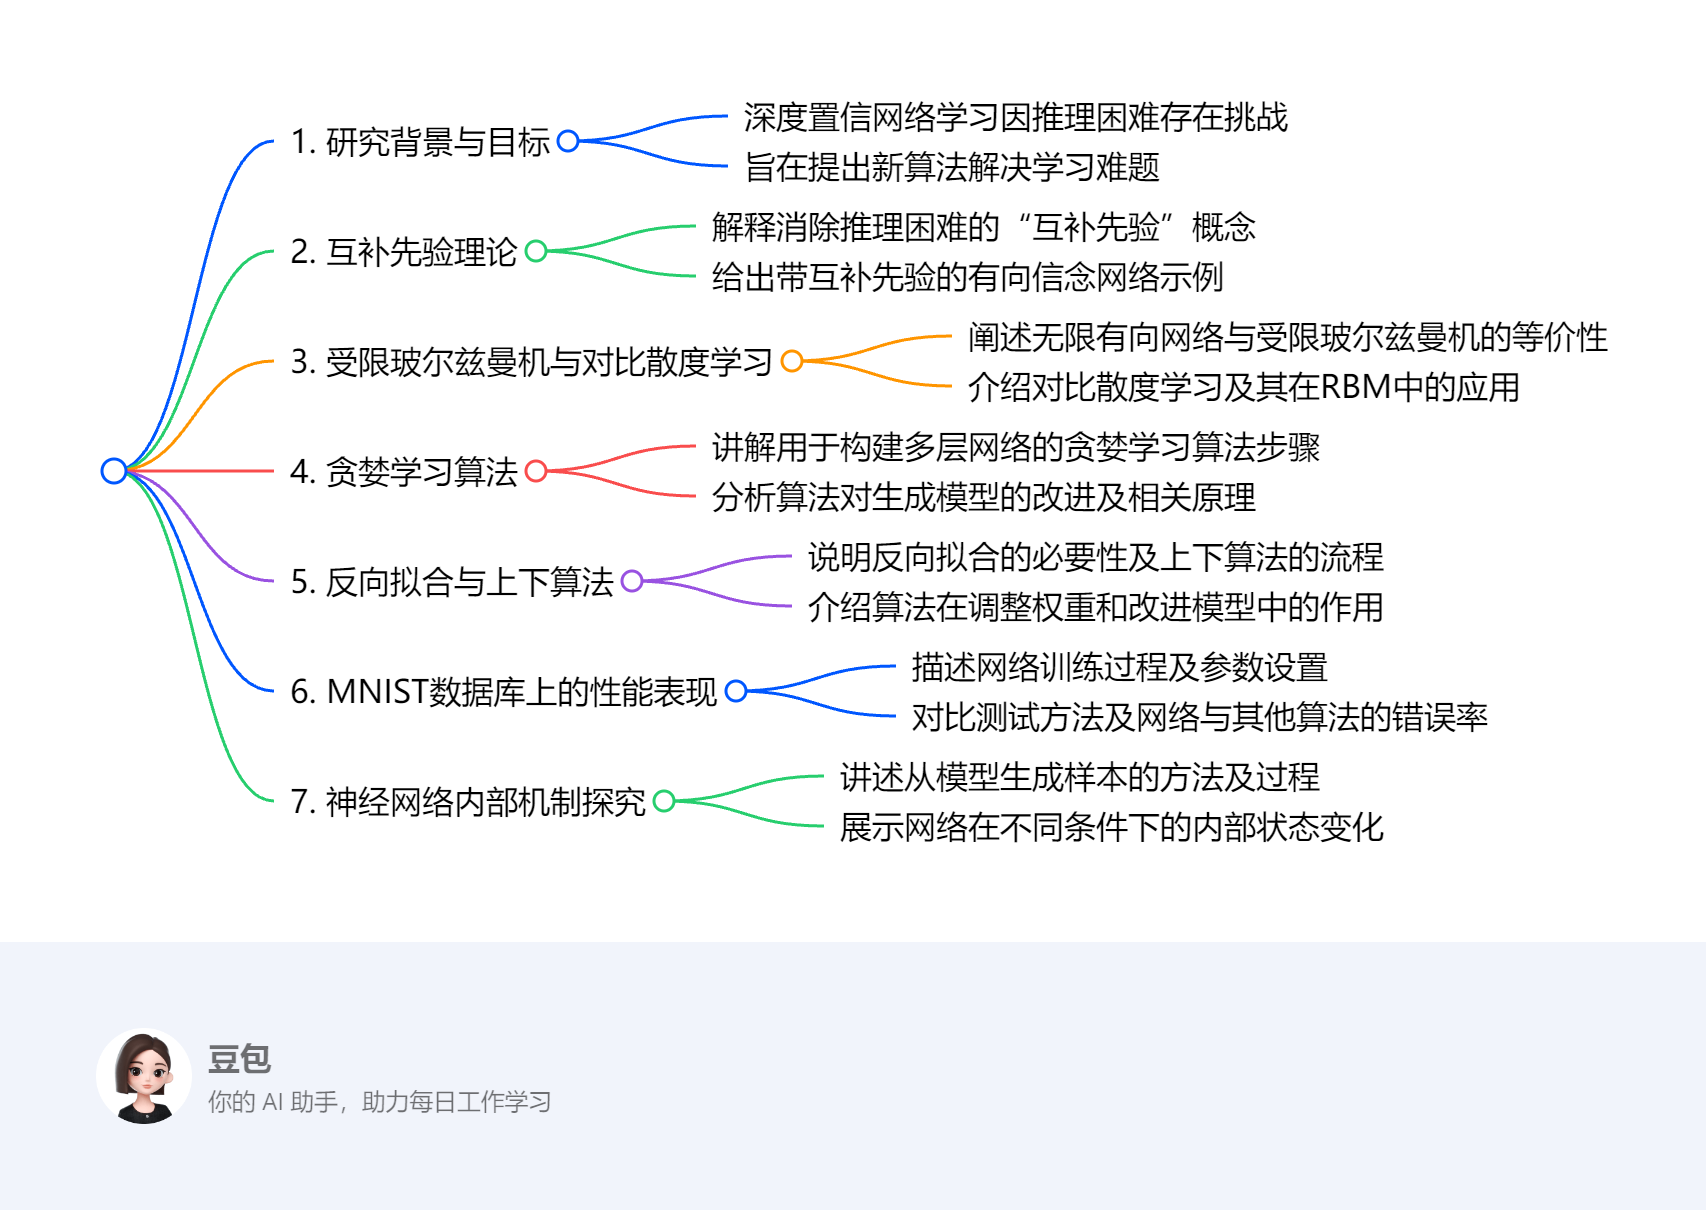 1. 研究背景与目标
深度置信网络学习因推理困难存在挑战
旨在提出新算法解决学习难题
2. 互补先验理论
解释消除推理困难的“互补先验”概念
给出带互补先验的有向信念网络示例
3. 受限玻尔兹曼机与对比散度学习
阐述无限有向网络与受限玻尔兹曼机的等价性
介绍对比散度学习及其在RBM中的应用
4. 贪婪学习算法
讲解用于构建多层网络的贪婪学习算法步骤
分析算法对生成模型的改进及相关原理
5. 反向拟合与上下算法
说明反向拟合的必要性及上下算法的流程
介绍算法在调整权重和改进模型中的作用
6. MNIST数据库上的性能表现
描述网络训练过程及参数设置
对比测试方法及网络与其他算法的错误率
7. 神经网络内部机制探究
讲述从模型生成样本的方法及过程
展示网络在不同条件下的内部状态变化
豆包
你的 AI 助手，助力每日工作学习